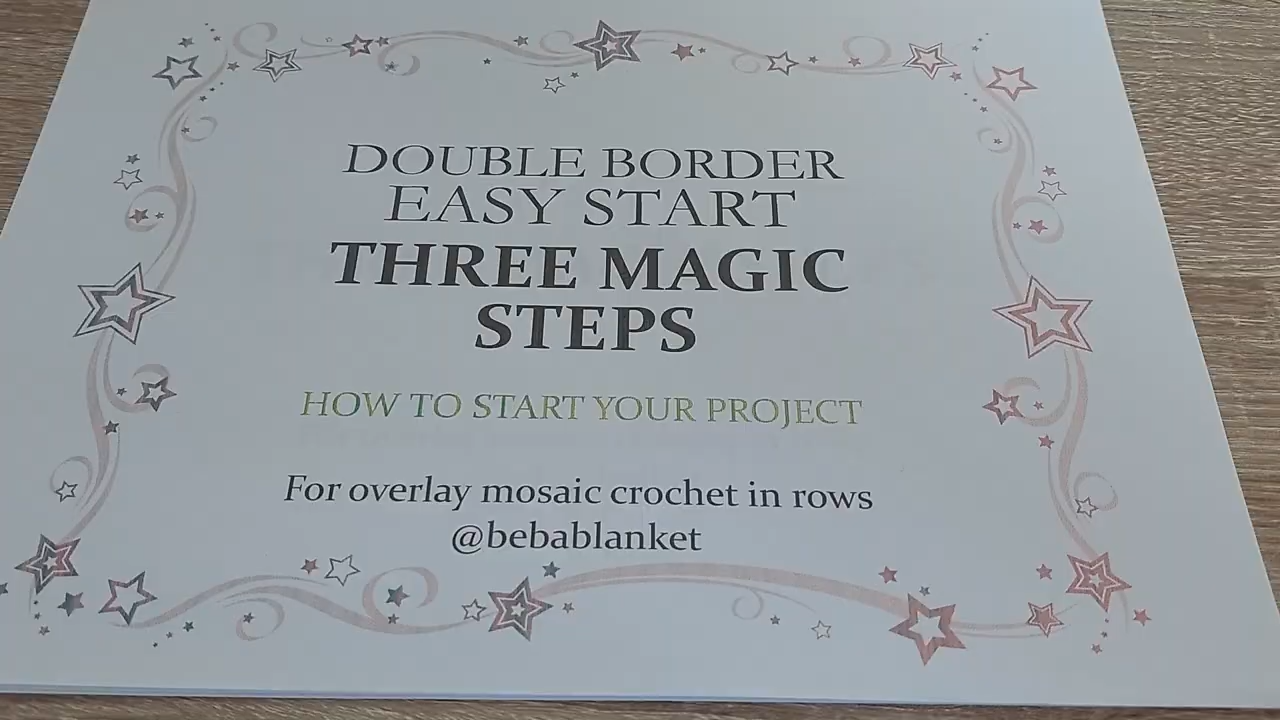 DOUBLE BORDER
EASY START
THREE MAGIC
STEPS
HOW TO START YOUR PROJECT
For overlay mosaic crochet in rows
@bebablanket